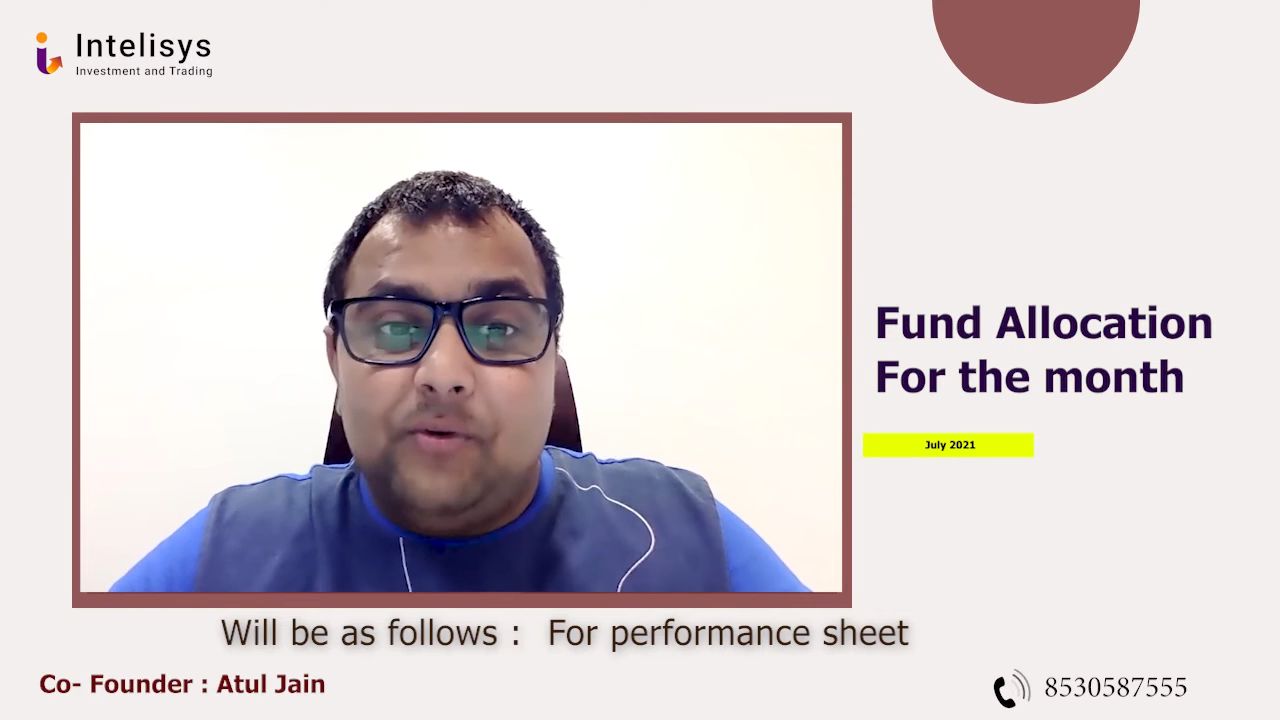 Intelisys
Investment and Trading
Fund Allocation
For the month
July 2021
Will be as follows :  For performance sheet
Co- Founder : Atul Jain
8530587555